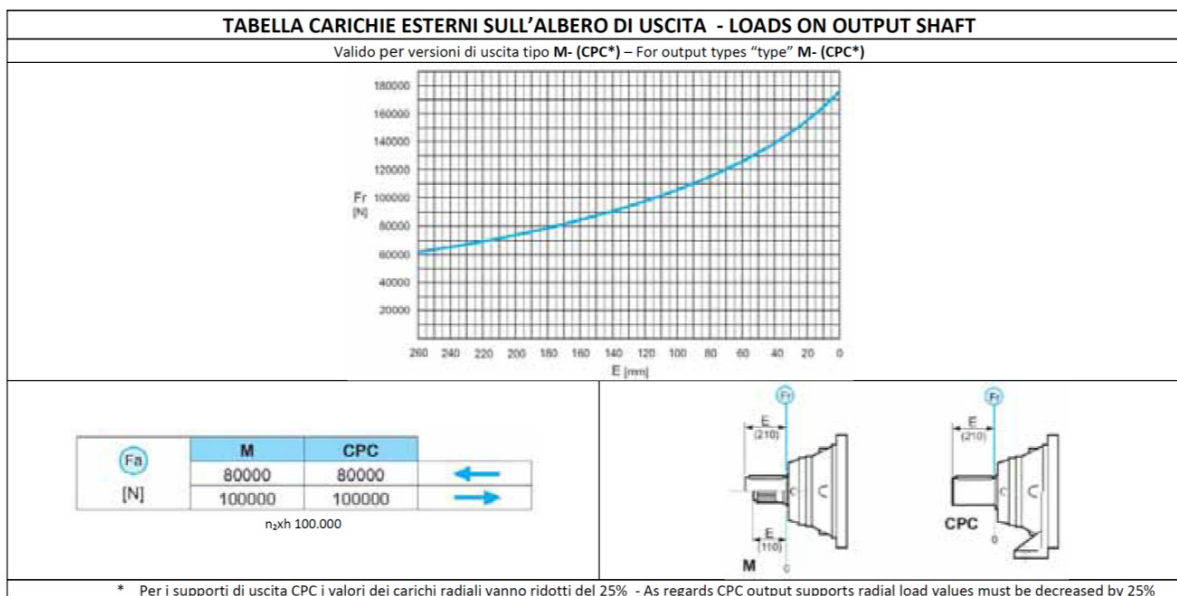 TABELLA CARICHIE ESTERNI SULL'ALBERO DI USCITA - LOADS ON OUTPUT SHAFT
Valido per versioni di uscita tipo M- (CPC*) – For output types "type" M- (CPC*)
180000
160000
140000
120000
Fr 100000
[N]
80000
60000
40000
20000
260 240 220 200 180 160 140 120 100 80 60 40 20 0
E [mm]
Fa
[N]
M CPC
80000 80000
100000 100000
n₂xh 100.000
Fr
E
(210)
E
(110)
M
0
Fr
E
(210)
CPC
0
* Per i supporti di uscita CPC i valori dei carichi radiali vanno ridotti del 25% - As regards CPC output supports radial load values must be decreased by 25%